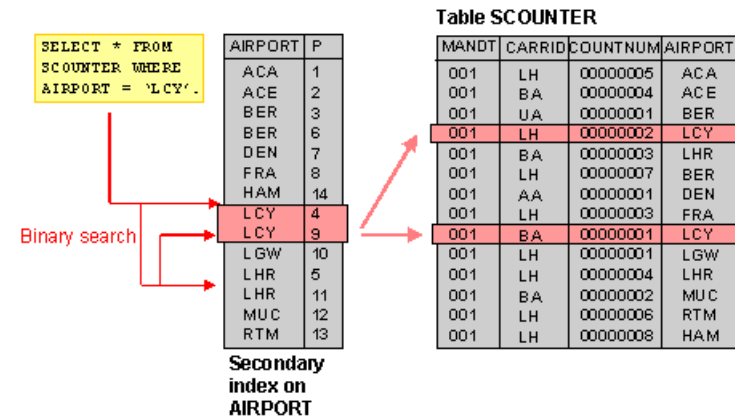 Table SCOUNTER
SELECT * FROM
SCOUNTER WHERE
AIRPORT = `LCY'.
AIRPORT P
ACA 1
ACE 2
BER 3
BER 6
DEN 7
FRA 8
HAM 14
LCY 4
LCY 9
LGW 10
LHR 5
LHR 11
MUC 12
RTM 13
Binary search
Secondary
index on
AIRPORT
MANDT CARRID COUNTNUM AIRPORT
001 LH 00000005 ACA
001 BA 00000004 ACE
001 UA 00000001 BER
001 LH 00000002 LCY
001 BA 00000003 LHR
001 LH 00000007 BER
001 AA 00000001 DEN
001 LH 00000003 FRA
001 BA 00000001 LCY
001 LH 00000001 LGW
001 LH 00000004 LHR
001 BA 00000002 MUC
001 LH 00000006 RTM
001 LH 00000008 HAM